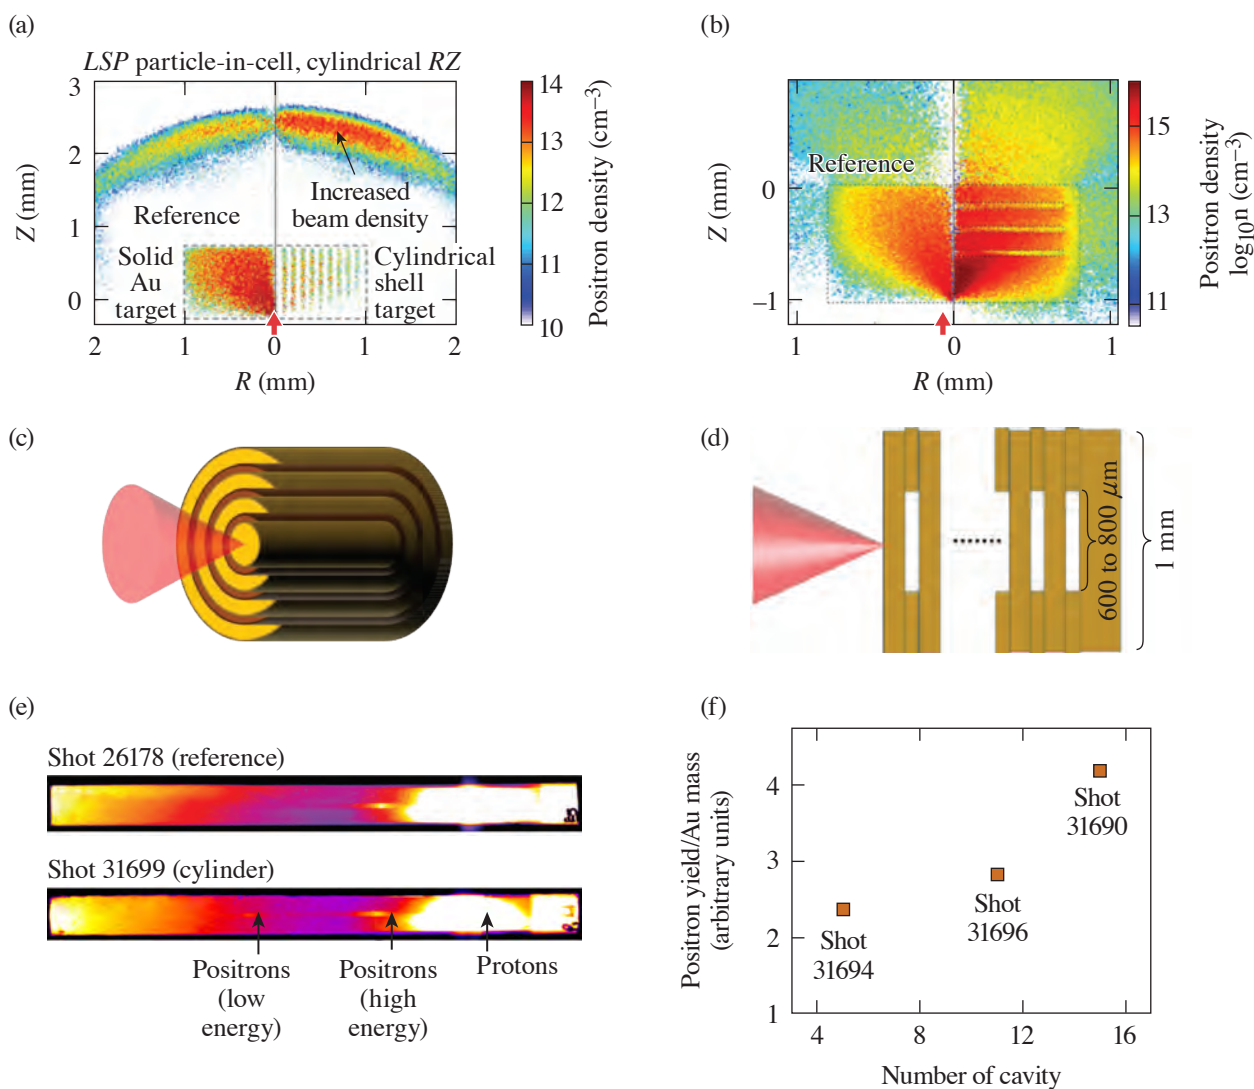 (a)
LSP particle-in-cell, cylindrical RZ
3
2
1
0
Z (mm)
Increased
beam density
Reference
Solid
Au
target
Cylindrical
shell
target
2
1
0
1
2
R (mm)
14
13
12
11
10
Positron density (cm−3)
(b)
Reference
0
−1
Z (mm)
1
0
1
R (mm)
15
13
11
Positron density
log10n (cm−3)
(c)
(d)
600 to 800 μm
1 mm
(e)
Shot 26178 (reference)
Shot 31699 (cylinder)
Positrons
(low
energy)
Positrons
(high
energy)
Protons
(f)
Positron yield/Au mass
(arbitrary units)
4
3
2
1
Shot
31694
Shot
31696
Shot
31690
4
8
12
16
Number of cavity